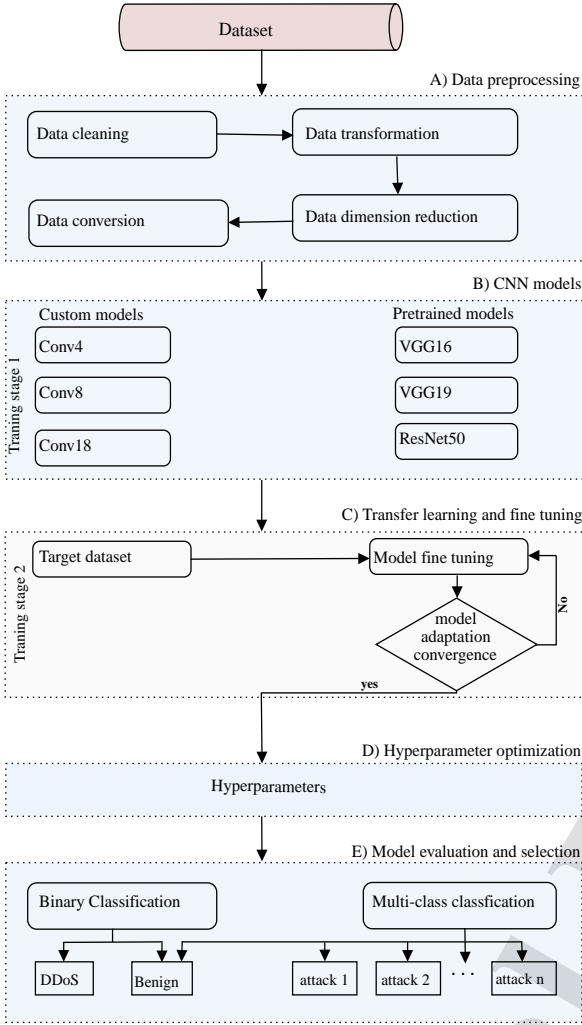 Dataset
A) Data preprocessing
Data cleaning
Data transformation
Data conversion
Data dimension reduction
B) CNN models
Traning stage 1
Custom models
Pretrained models
Conv4
VGG16
Conv8
VGG19
Conv18
ResNet50
C) Transfer learning and fine tuning
Traning stage 2
Target dataset
Model fine tuning
No
model
adaptation
convergence
yes
D) Hyperparameter optimization
Hyperparameters
E) Model evaluation and selection
Binary Classification
Multi-class classfication
DDoS
Benign
attack 1
attack 2
. . .
attack n